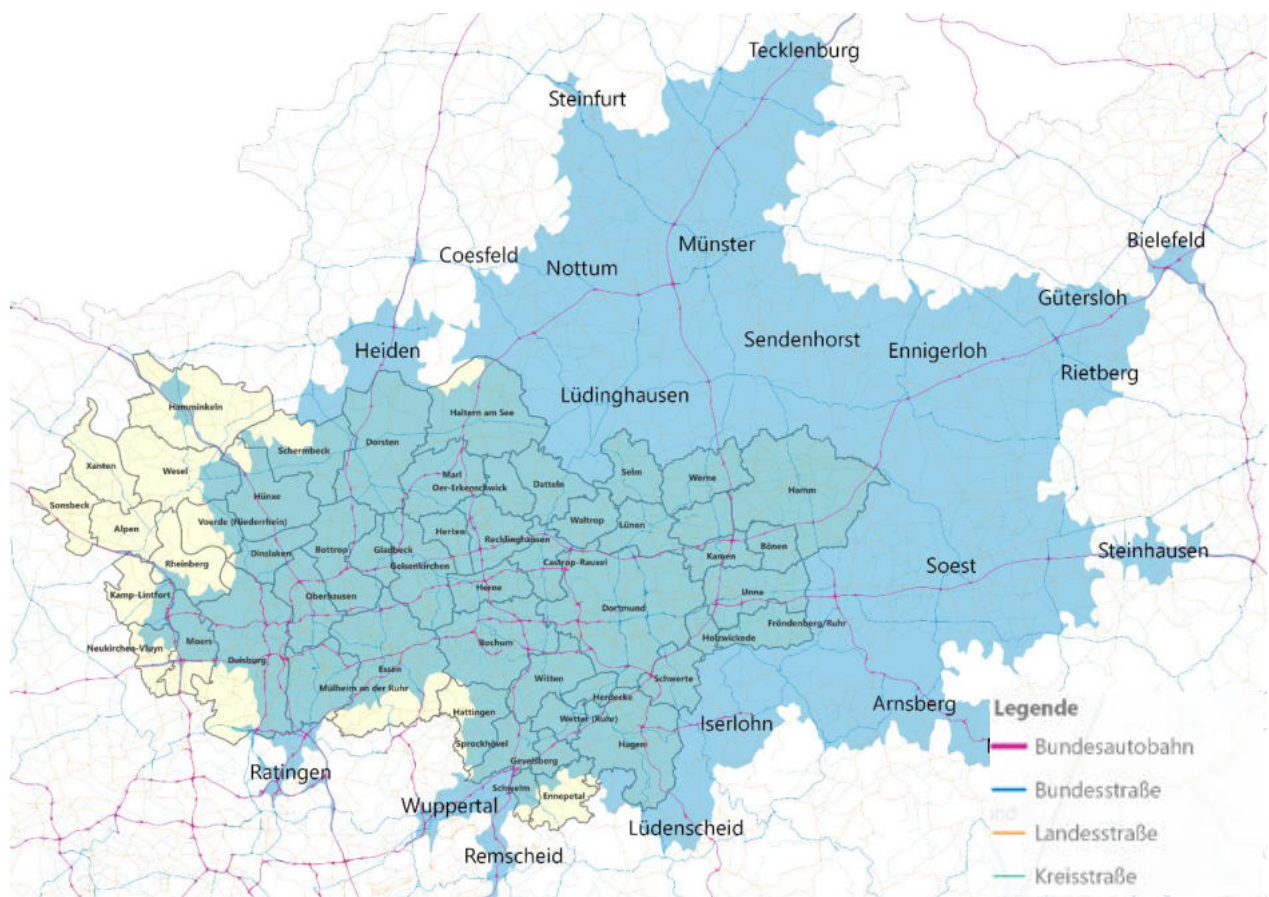 Tecklenburg
Steinfurt
Münster
Bielefeld
Coesfeld
Nottum
Gütersloh
Sendenhorst
Heiden
Ennigerloh
Rietberg
Lüdinghausen
Hamminkeln
Haltern am See
Dorsten
Schermbeck
Xanten
Wesel
Marl
Selm
Werne
Oer-Erkenschwick
Datteln
Hamm
Hünxe
Sonsbeck
Voerde (Niederrhein)
Waltrop
Lünen
Alpen
Herten
Recklinghausen
Dinslaken
Bottrop
Gladbeck
Kamen
Bönen
Steinhausen
Rheinberg
Gelsenkirchen
Castrop-Rauxel
Soest
Kamp-Lintfort
Oberhausen
Herne
Unna
Dortmund
Fröndenberg/Ruhr
Moers
Holzwickede
Neukirchen-Vluyn
Bochum
Duisburg
Essen
Witten
Schwerte
Mülheim an der Ruhr
Herdecke
Arnsberg
Hattingen
Wetter (Ruhr)
Iserlohn
Sprockhövel
Hagen
Gevelsberg
Ratingen
Schwelm
Ennepetal
Wuppertal
Lüdenscheid
Remscheid
Legende
Bundesautobahn
Bundesstraße
Landesstraße
Kreisstraße